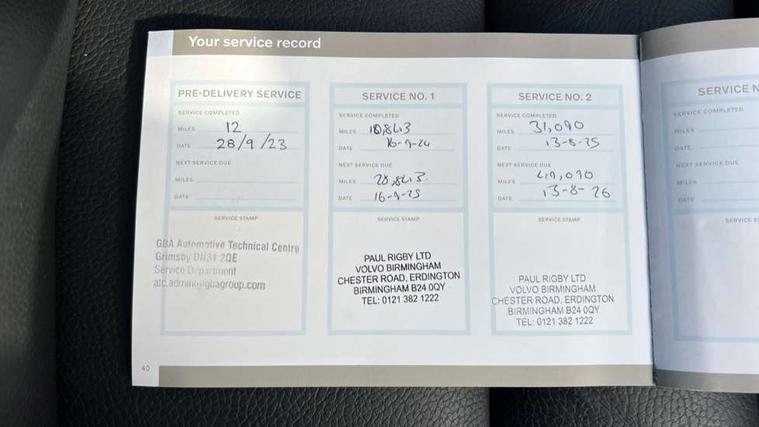 Your service record
PRE-DELIVERY SERVICE
SERVICE COMPLETED
MILES 12
DATE 28/9/23
NEXT SERVICE DUE
MILES
DATE
SERVICE STAMP
GBA Automotive Technical Centre
Grimsby DN31 2QE
Service Department
SERVICE NO. 1
SERVICE COMPLETED
MILES 10,843
DATE 16-9-24
NEXT SERVICE DUE
MILES 28,843.
DATE 16-9-25
SERVICE STAMP
PAUL RIGBY LTD
VOLVO BIRMINGHAM
CHESTER ROAD, ERDINGTON
BIRMINGHAM B24 0QY
TEL: 0121 382 1222
SERVICE NO. 2
SERVICE COMPLETED
MILES 31,090
DATE 13-8-25
NEXT SERVICE DUE
MILES
DATE 13-8-26
SERVICE STAMP
PAUL RIGBY LTD
VOLVO BIRMINGHAM
CHESTER ROAD, ERDINGTON
BIRMINGHAM B24 0QY
TEL: 0121 382 1222
SERVICE N
SERVICE COMPLETED
MILES
DATE
NEXT SERVICE DUE
MILES
DATE
SERVICE
40